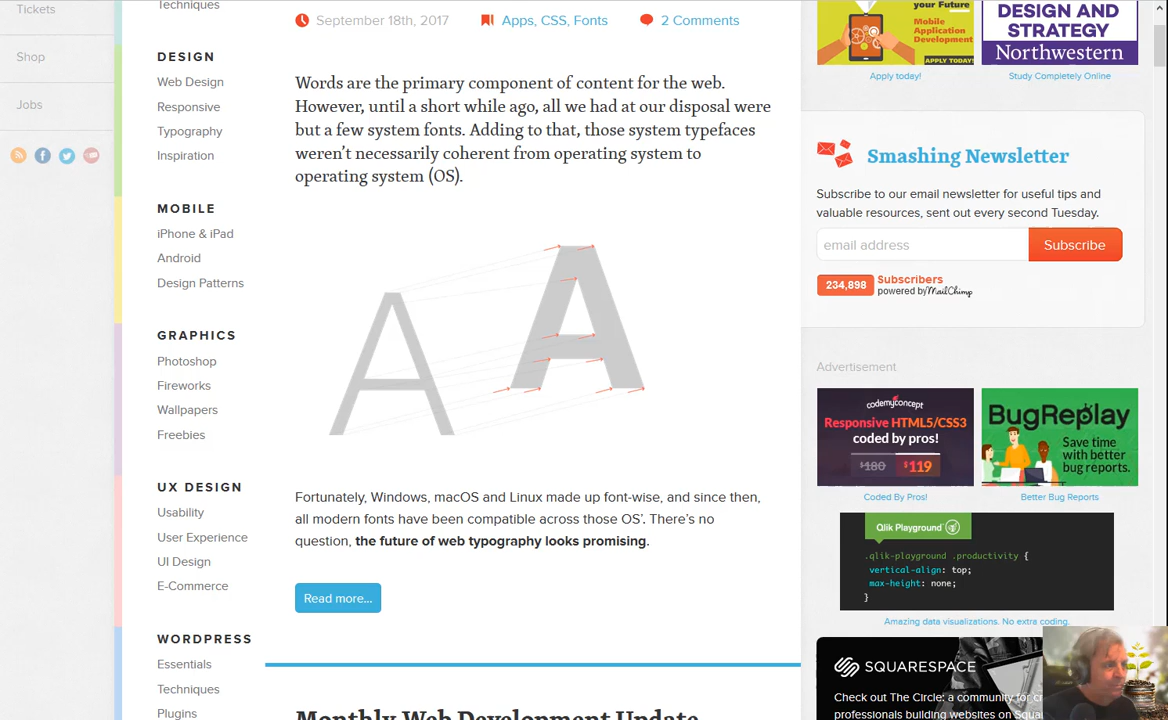 Tickets
Shop
Jobs
Techniques
DESIGN
Web Design
Responsive
Typography
Inspiration
MOBILE
iPhone & iPad
Android
Design Patterns
GRAPHICS
Photoshop
Fireworks
Wallpapers
Freebies
UX DESIGN
Usability
User Experience
UI Design
E-Commerce
WORDPRESS
Essentials
Techniques
Plugins
September 18th, 2017 Apps, CSS, Fonts 2 Comments
Words are the primary component of content for the web.
However, until a short while ago, all we had at our disposal were
but a few system fonts. Adding to that, those system typefaces
weren't necessarily coherent from operating system to
operating system (OS).
A A
Fortunately, Windows, macOS and Linux made up font-wise, and since then,
all modern fonts have been compatible across those OS'. There's no
question, the future of web typography looks promising.
Read more...
Monthly Web Development Update
your Future
Mobile
Application
Development
APPLY TODAY!
Apply today!
DESIGN AND
STRATEGY
Northwestern
Study Completely Online
Smashing Newsletter
Subscribe to our email newsletter for useful tips and
valuable resources, sent out every second Tuesday.
email address Subscribe
234,898 Subscribers
powered by MailChimp
Advertisement
codemyconcept
Responsive HTML5/CSS3
coded by pros!
$180 $119
Coded By Pros!
BugReplay
Save time
with better
bug reports.
Better Bug Reports
Qlik Playground
.qlik-playground .productivity {
vertical-align: top;
max-height: none;
}
Amazing data visualizations. No extra coding.
SQUARESPACE
Check out The Circle: a community for
professionals building websites on